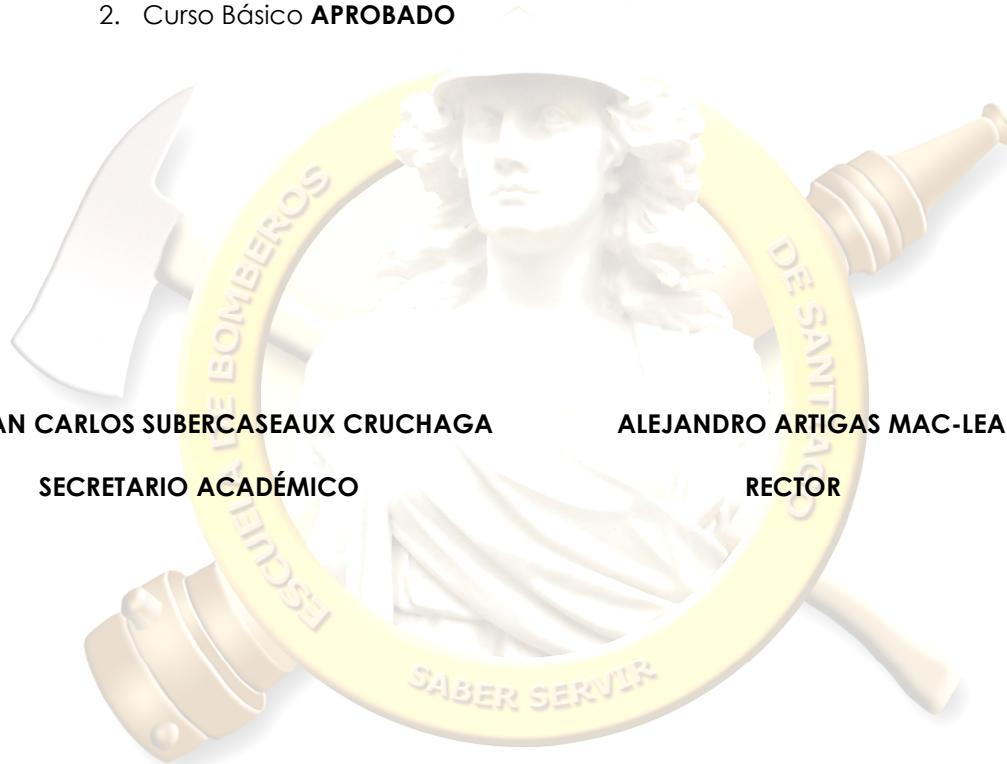 2. Curso Básico APROBADO
AN CARLOS SUBERCASEAUX CRUCHAGA
ALEJANDRO ARTIGAS MAC-LEA
SECRETARIO ACADÉMICO
RECTOR
ESCUELA DE BOMBEROS
DE SANTIAGO
SABER SERVIR